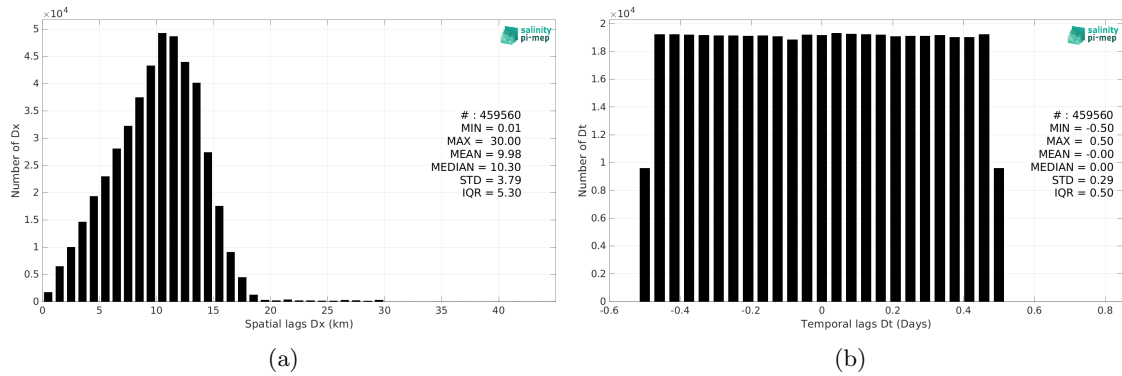 ×10⁴
5
4.5
4
3.5
3
2.5
2
1.5
1
0.5
0
Number of Dx
0 5 10 15 20 25 30 35 40
Spatial lags Dx (km)
salinity
pi-mep
# : 459560
MIN = 0.01
MAX = 30.00
MEAN = 9.98
MEDIAN = 10.30
STD = 3.79
IQR = 5.30
(a)
×10⁴
2
1.8
1.6
1.4
1.2
1
0.8
0.6
0.4
0.2
0
Number of Dt
-0.6 -0.4 -0.2 0 0.2 0.4 0.6 0.8
Temporal lags Dt (Days)
salinity
pi-mep
# : 459560
MIN = -0.50
MAX = 0.50
MEAN = -0.00
MEDIAN = 0.00
STD = 0.29
IQR = 0.50
(b)